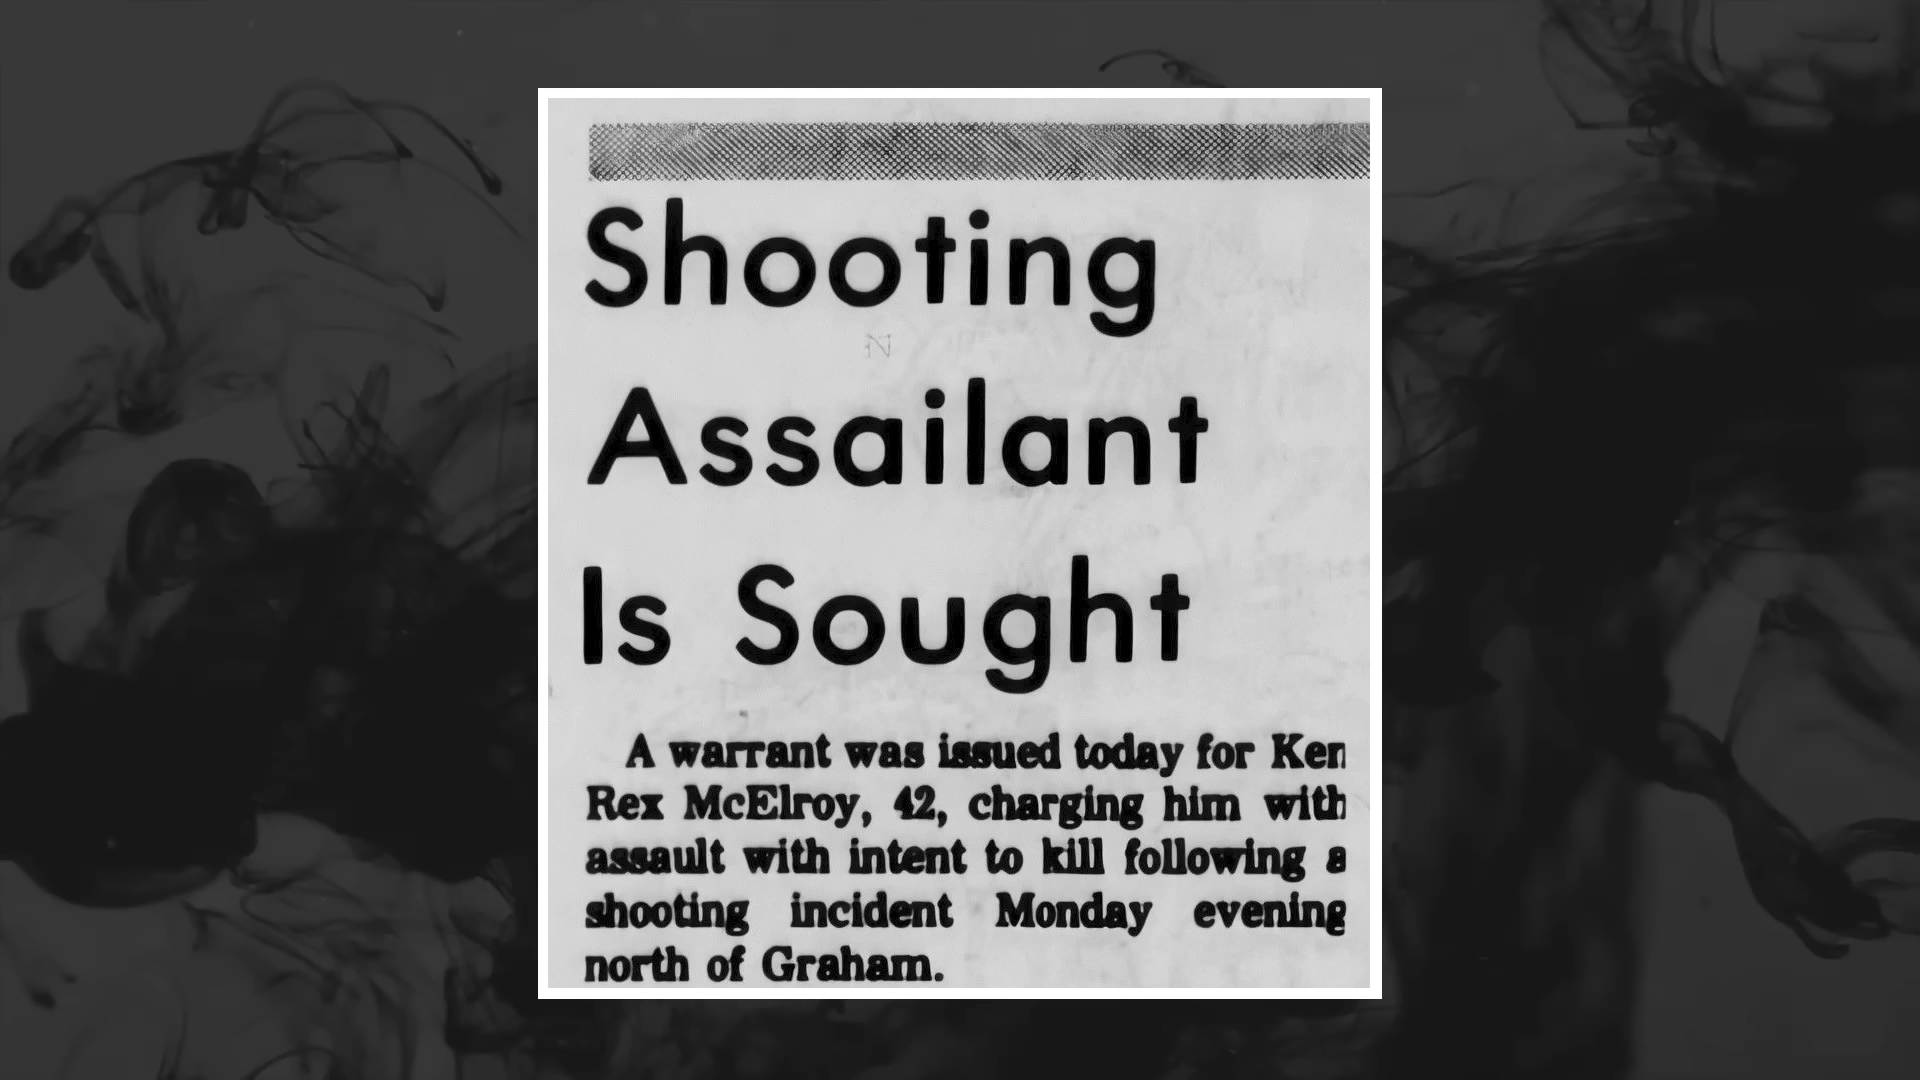 Shooting
Assailant
Is Sought
A warrant was issued today for Ken
Rex McElroy, 42, charging him with
assault with intent to kill following a
shooting incident Monday evening
north of Graham.